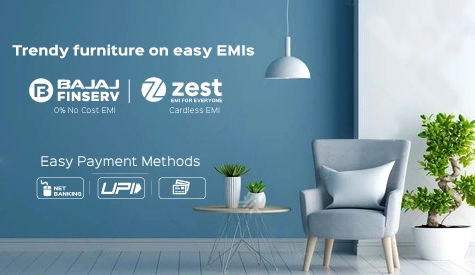 Trendy furniture on easy EMIs
BAJAJ
FINSERV
0% No Cost EMI
zest
EMI FOR EVERYONE
Cardless EMI
Easy Payment Methods
NET
BANKING
UPI